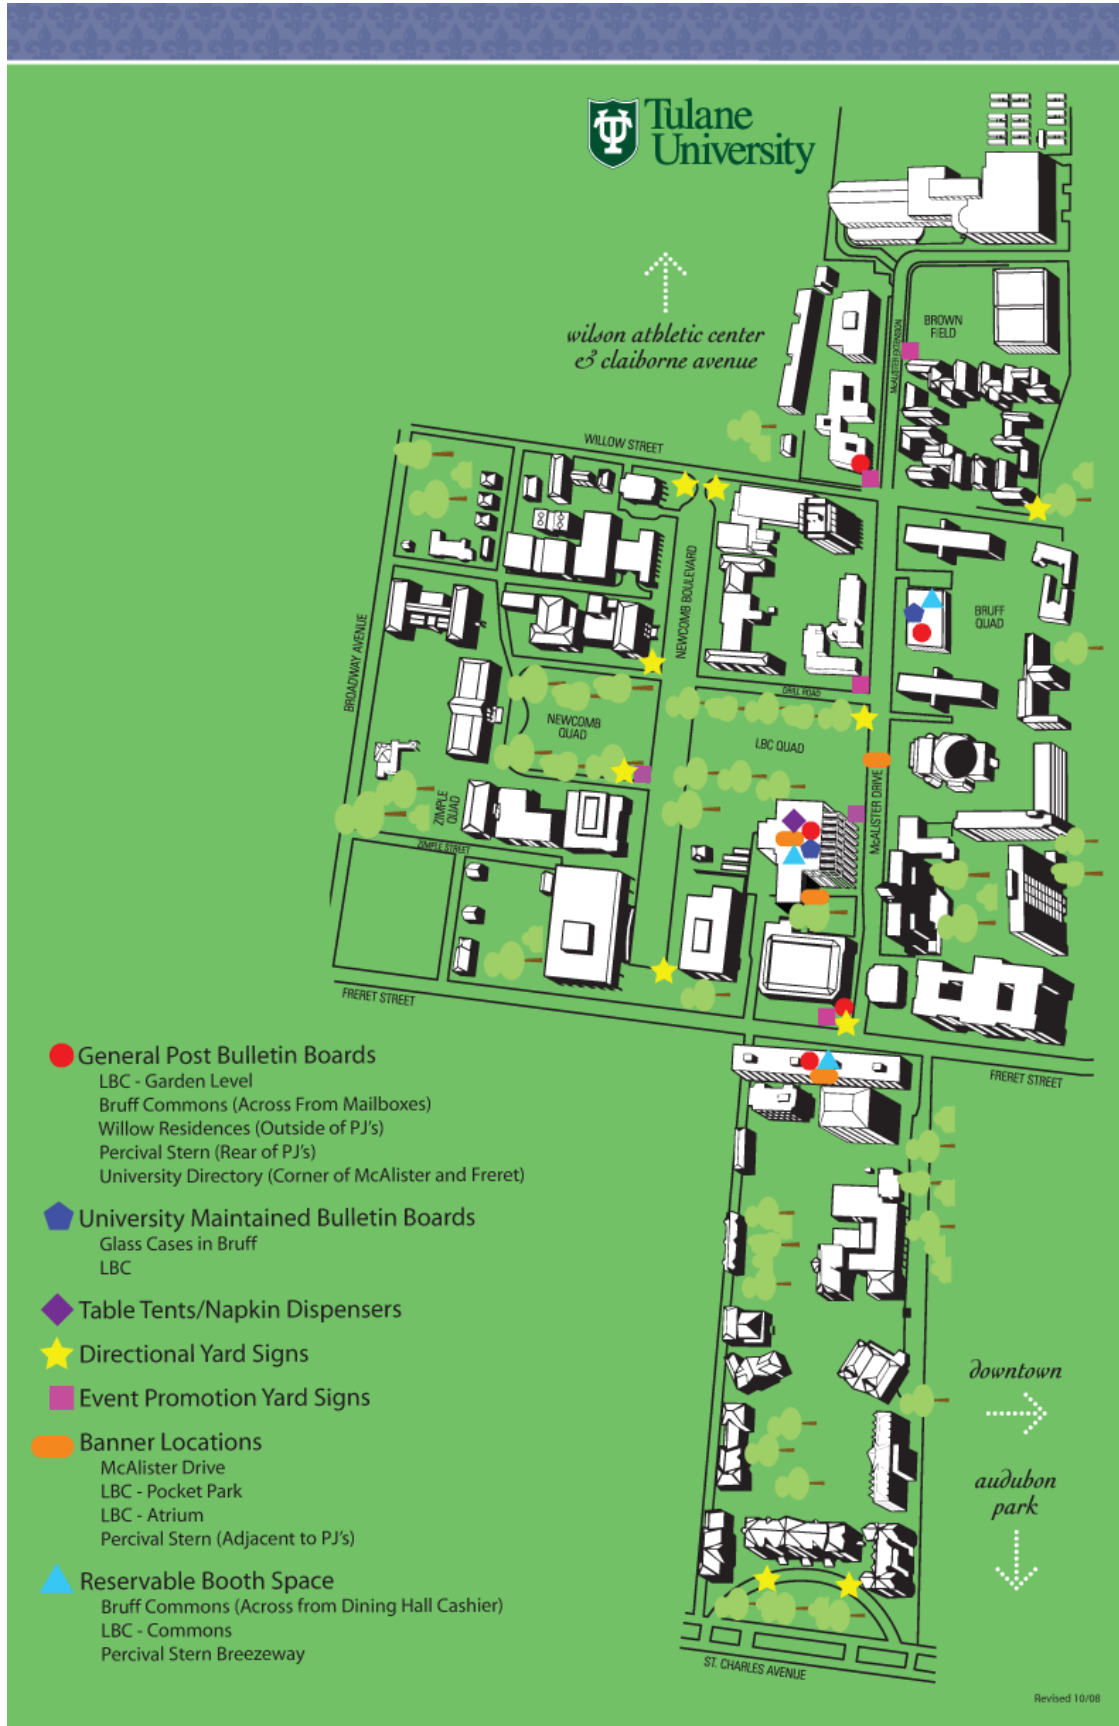 Tulane
University
wilson athletic center
& claiborne avenue
BROWN
FIELD
McALISTER EXTENSION
WILLOW STREET
NEWCOMB BOULEVARD
BRUFF
QUAD
BROADWAY AVENUE
DRILL ROAD
NEWCOMB
QUAD
LBC QUAD
McALISTER DRIVE
ZIMPLE
QUAD
ZIMPLE STREET
FRERET STREET
FRERET STREET
General Post Bulletin Boards
LBC - Garden Level
Bruff Commons (Across From Mailboxes)
Willow Residences (Outside of PJ's)
Percival Stern (Rear of PJ's)
University Directory (Corner of McAlister and Freret)
University Maintained Bulletin Boards
Glass Cases in Bruff
LBC
Table Tents/Napkin Dispensers
Directional Yard Signs
Event Promotion Yard Signs
Banner Locations
McAlister Drive
LBC - Pocket Park
LBC - Atrium
Percival Stern (Adjacent to PJ's)
Reservable Booth Space
Bruff Commons (Across from Dining Hall Cashier)
LBC - Commons
Percival Stern Breezeway
downtown
audubon
park
ST. CHARLES AVENUE
Revised 10/08